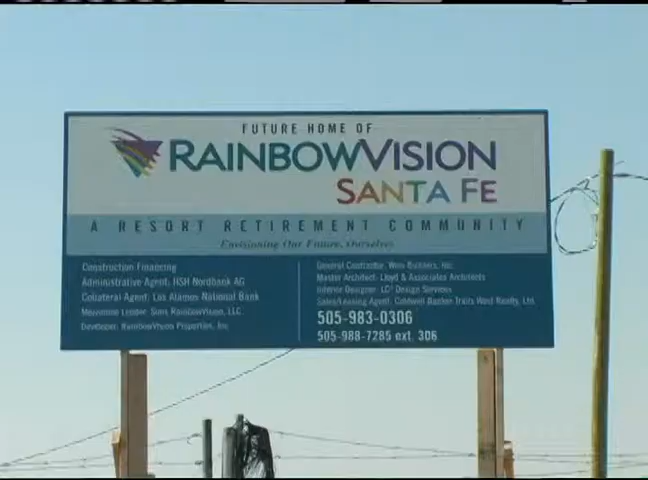 FUTURE HOME OF
RAINBOWVISION
SANTA FE
A RESORT RETIREMENT COMMUNITY
Envisioning Our Future, Ourselves
Construction Financing
Administrative Agent: HSH Nordbank AG
Collateral Agent: Los Alamos National Bank
Mezzanine Lender: Sims RainbowVision, LLC
Developer: RainbowVision Properties, Inc.
General Contractor: Builders, Inc.
Master Architect: Lloyd & Associates Architects
Interior Designer: Design Services
Sales/Leasing Agent: Coldwell Banker Trails West Realty, Ltd.
505-983-0306
505-988-7285 ext. 306